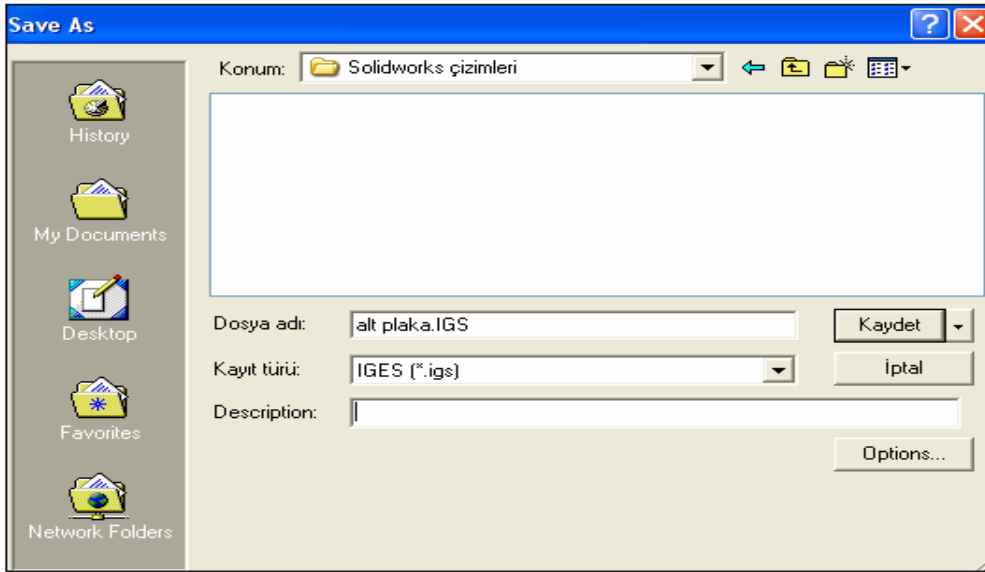 Save As
Konum: Solidworks çizimleri
History
My Documents
Desktop
Favorites
Network Folders
Dosya adı: alt plaka.IGS Kaydet
Kayıt türü: IGES (*.igs) İptal
Description:
Options...